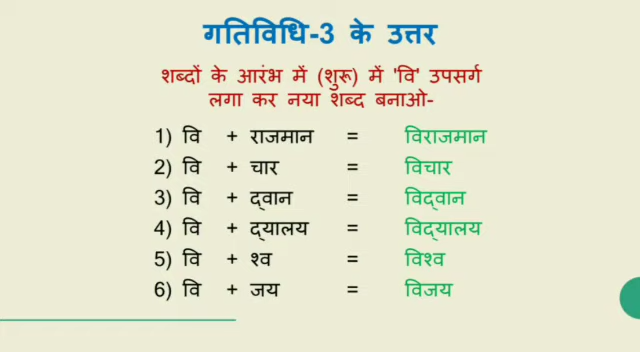 गतिविधि-3 के उत्तर
शब्दों के आरंभ में (शुरू) में 'वि' उपसर्ग
लगा कर नया शब्द बनाओ-
1) वि + राजमान = विराजमान
2) वि + चार = विचार
3) वि + द्‌वान = विद्‌वान
4) वि + द्‌यालय = विद्‌यालय
5) वि + श्व = विश्व
6) वि + जय = विजय